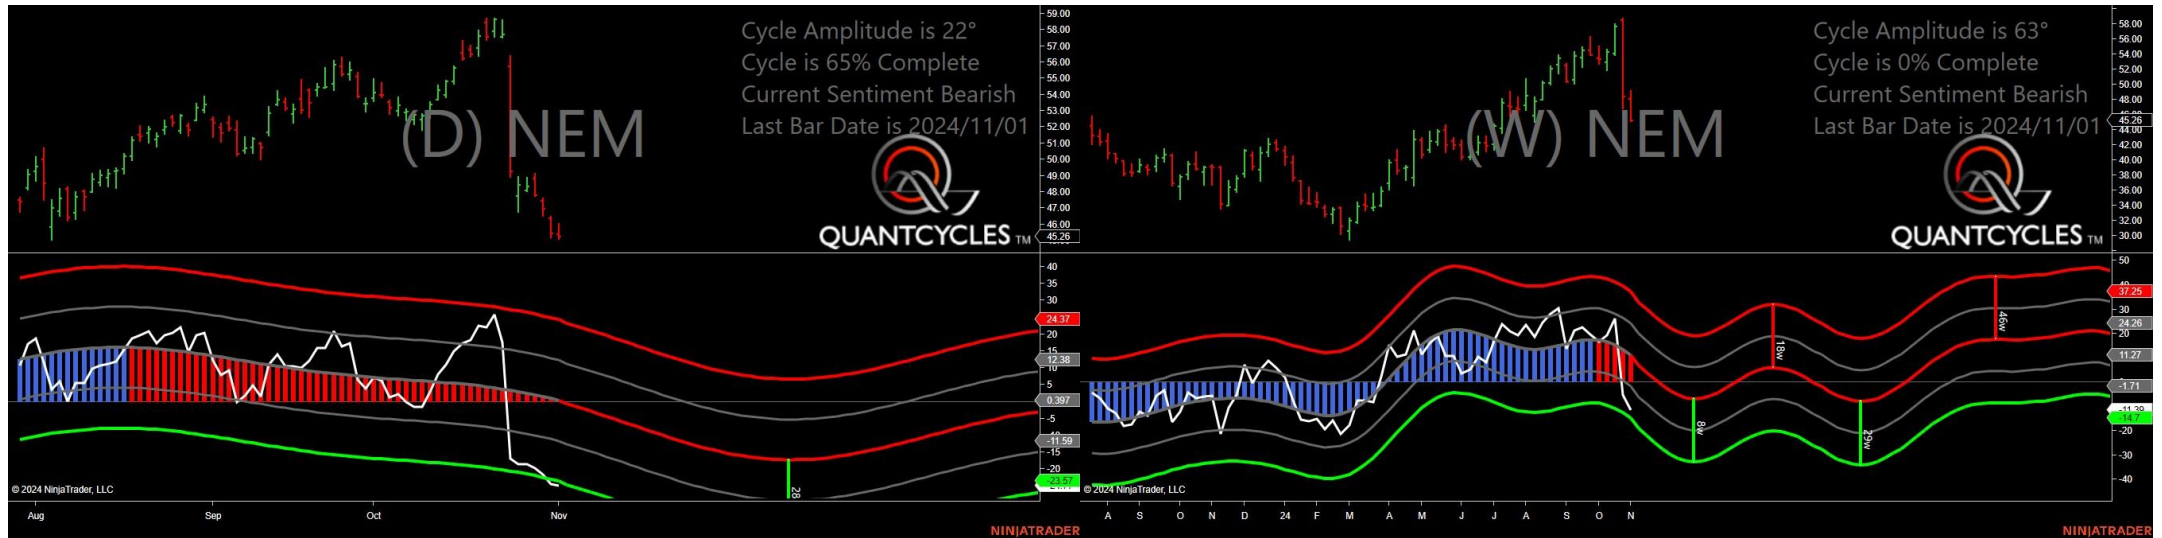 Cycle Amplitude is 22°
Cycle is 65% Complete
Current Sentiment Bearish
Last Bar Date is 2024/11/01
(D) NEM
QUANTCYCLES TM
59.00
58.00
56.00
55.00
54.00
53.00
52.00
51.00
50.00
49.00
48.00
47.00
46.00
45.26
40
35
30
24.37
20
15
12.38
10
5
0.397
-5
-11.59
-15
-20
-23.57
28
© 2024 NinjaTrader, LLC
Aug Sep Oct Nov
NINJATRADER
Cycle Amplitude is 63°
Cycle is 0% Complete
Current Sentiment Bearish
Last Bar Date is 2024/11/01
(W) NEM
QUANTCYCLES TM
58.00
56.00
54.00
52.00
50.00
48.00
45.26
44.00
42.00
40.00
38.00
36.00
34.00
32.00
30.00
50
40
37.25
30
24.26
20
11.27
-1.71
-11.39
-14.7
-20
-30
-40
8w
18w
29w
46w
© 2024 NinjaTrader, LLC
A S O N D 24 F M A M J J A S O N
NINJATRADER